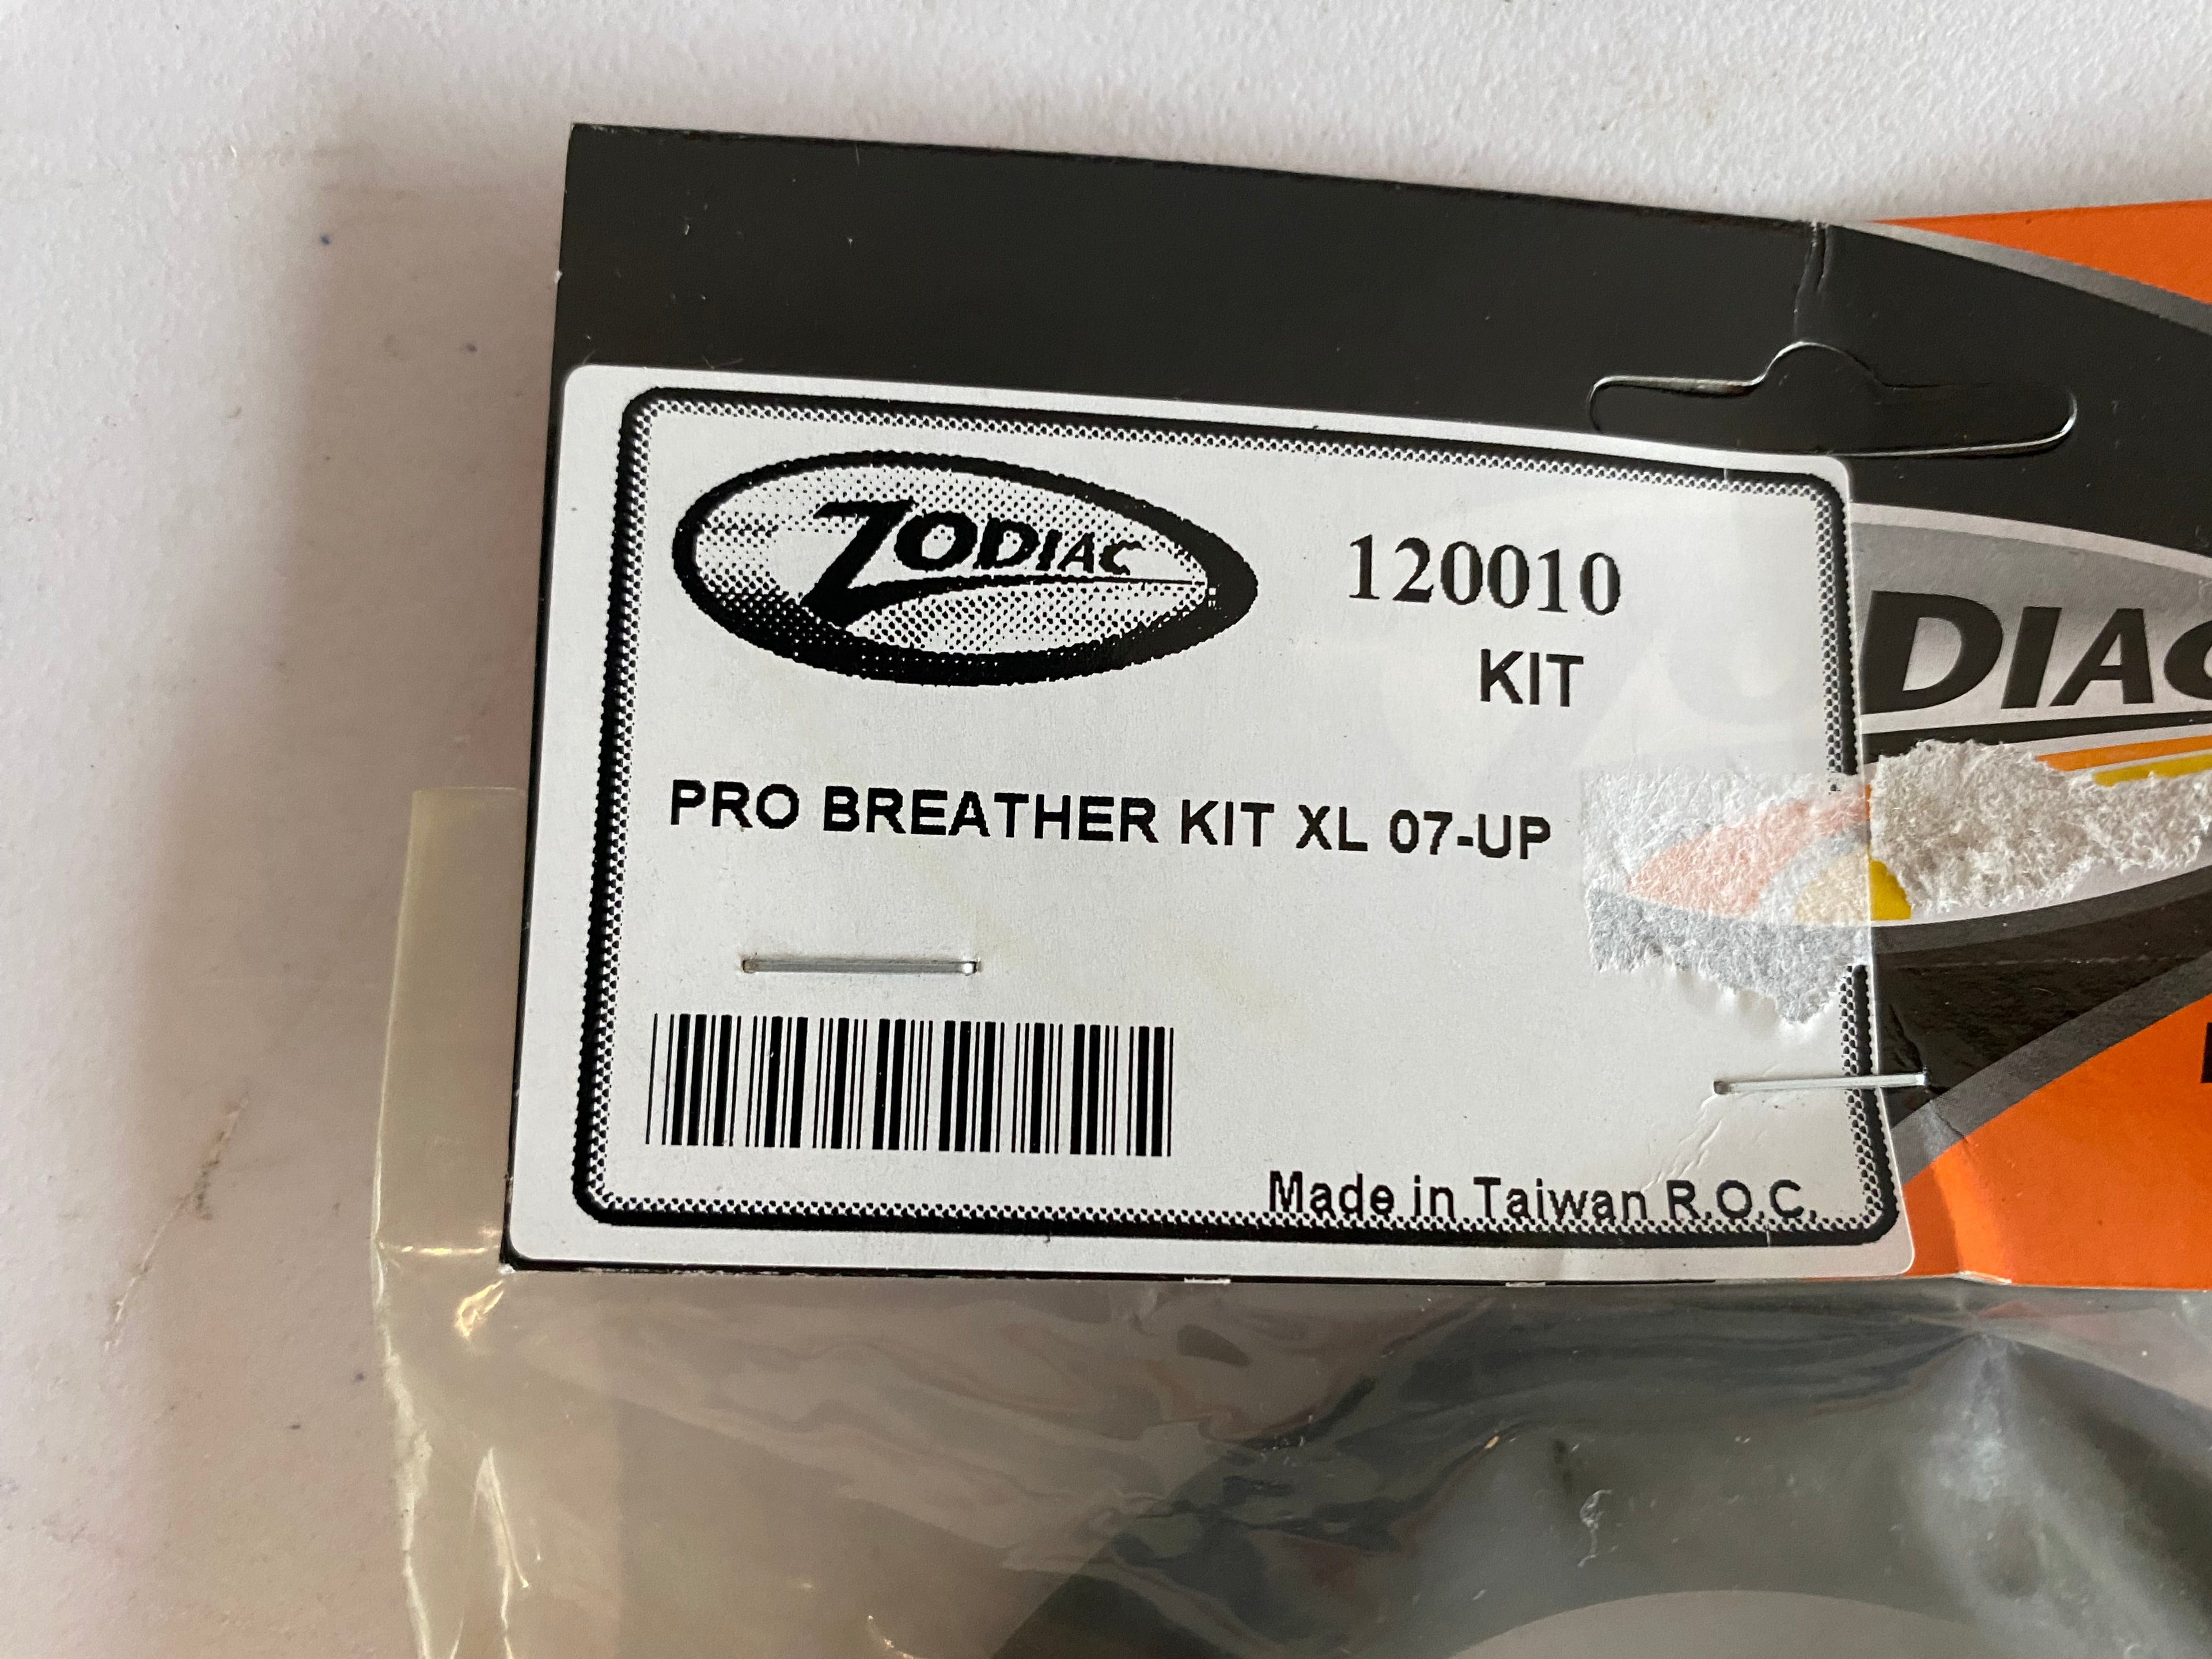 ZODIAC
120010
KIT
DIAC
PRO BREATHER KIT XL 07-UP
Made in Taiwan R.O.C.